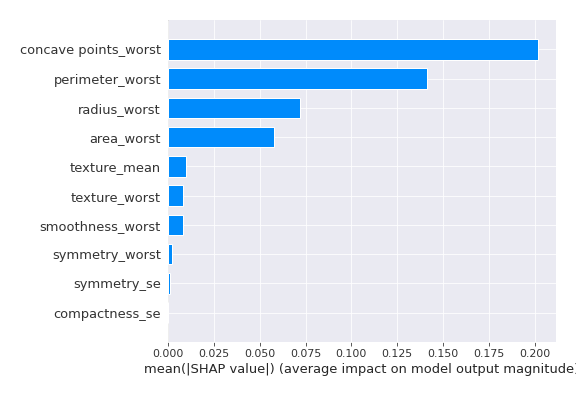 concave points_worst
perimeter_worst
radius_worst
area_worst
texture_mean
texture_worst
smoothness_worst
symmetry_worst
symmetry_se
compactness_se
0.000 0.025 0.050 0.075 0.100 0.125 0.150 0.175 0.200
mean(|SHAP value|) (average impact on model output magnitude)